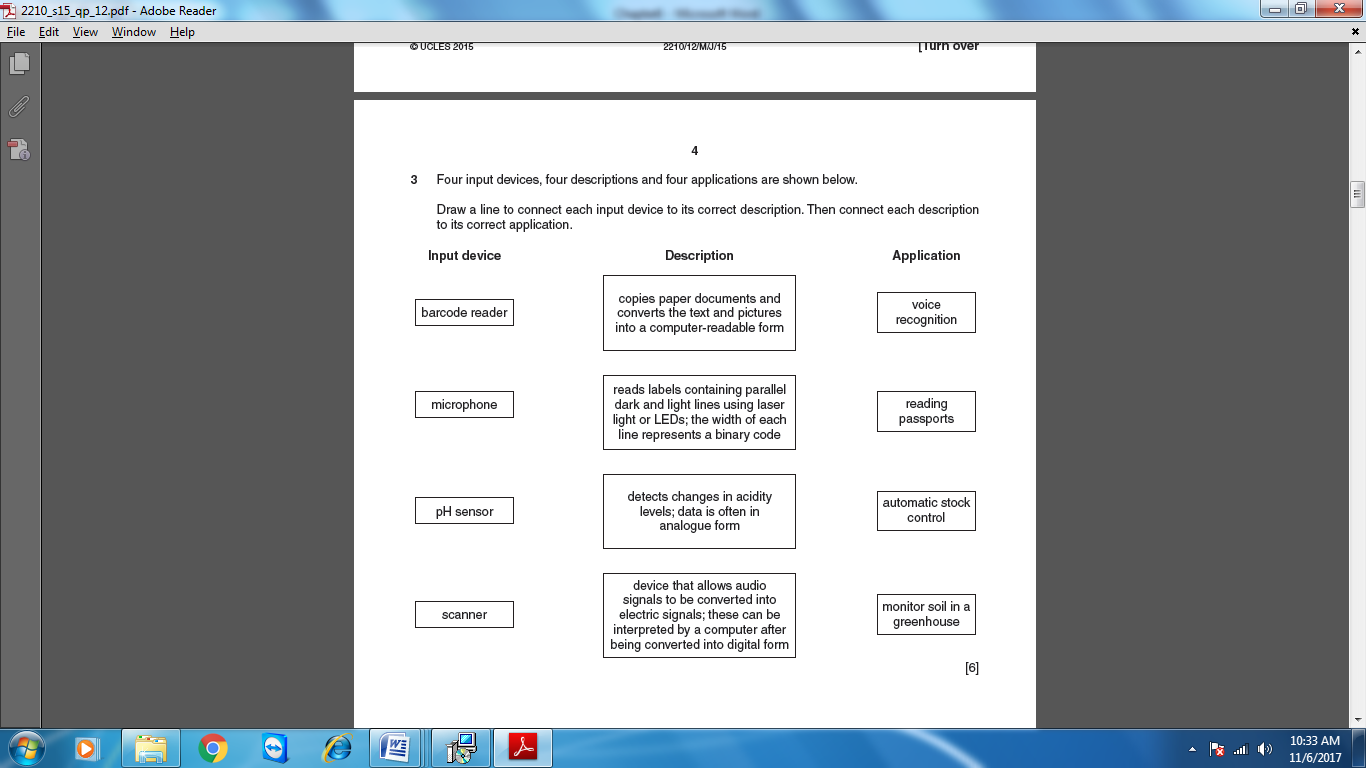 2210_s15_qp_12.pdf - Adobe Reader
File Edit View Window Help
© UCLES 2015 2210/12/M/J/15 [Turn over
4
3 Four input devices, four descriptions and four applications are shown below.
Draw a line to connect each input device to its correct description. Then connect each description
to its correct application.
Input device Description Application
barcode reader
copies paper documents and
converts the text and pictures
into a computer-readable form
voice
recognition
microphone
reads labels containing parallel
dark and light lines using laser
light or LEDs; the width of each
line represents a binary code
reading
passports
pH sensor
detects changes in acidity
levels; data is often in
analogue form
automatic stock
control
scanner
device that allows audio
signals to be converted into
electric signals; these can be
interpreted by a computer after
being converted into digital form
monitor soil in a
greenhouse
[6]
10:33 AM
11/6/2017